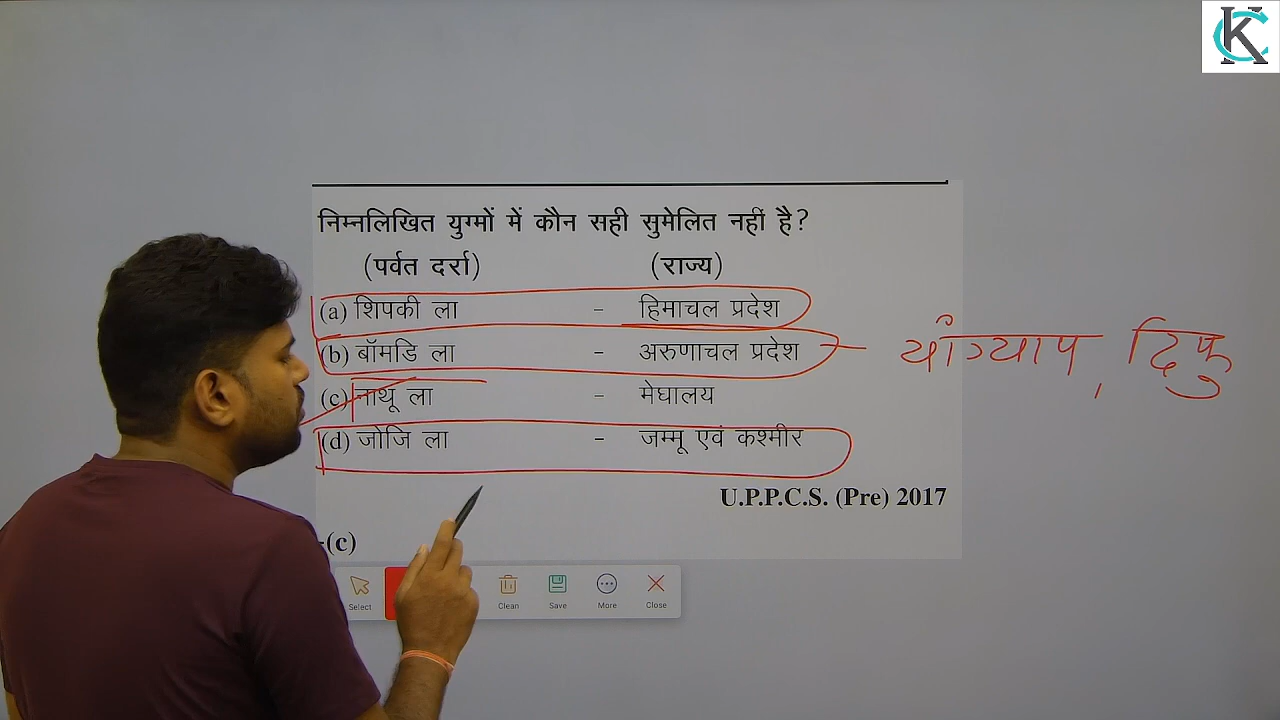 निम्नलिखित युग्मों में कौन सही सुमेलित नहीं है?
(पर्वत दर्रा) (राज्य)
(a) शिपकी ला - हिमाचल प्रदेश
(b) बॉमडि ला - अरुणाचल प्रदेश
यांग्याप, दिफू
(c) नाथू ला - मेघालय
(d) जोजि ला - जम्मू एवं कश्मीर
U.P.P.C.S. (Pre) 2017
-(c)
Select Clean Save More Close
KC